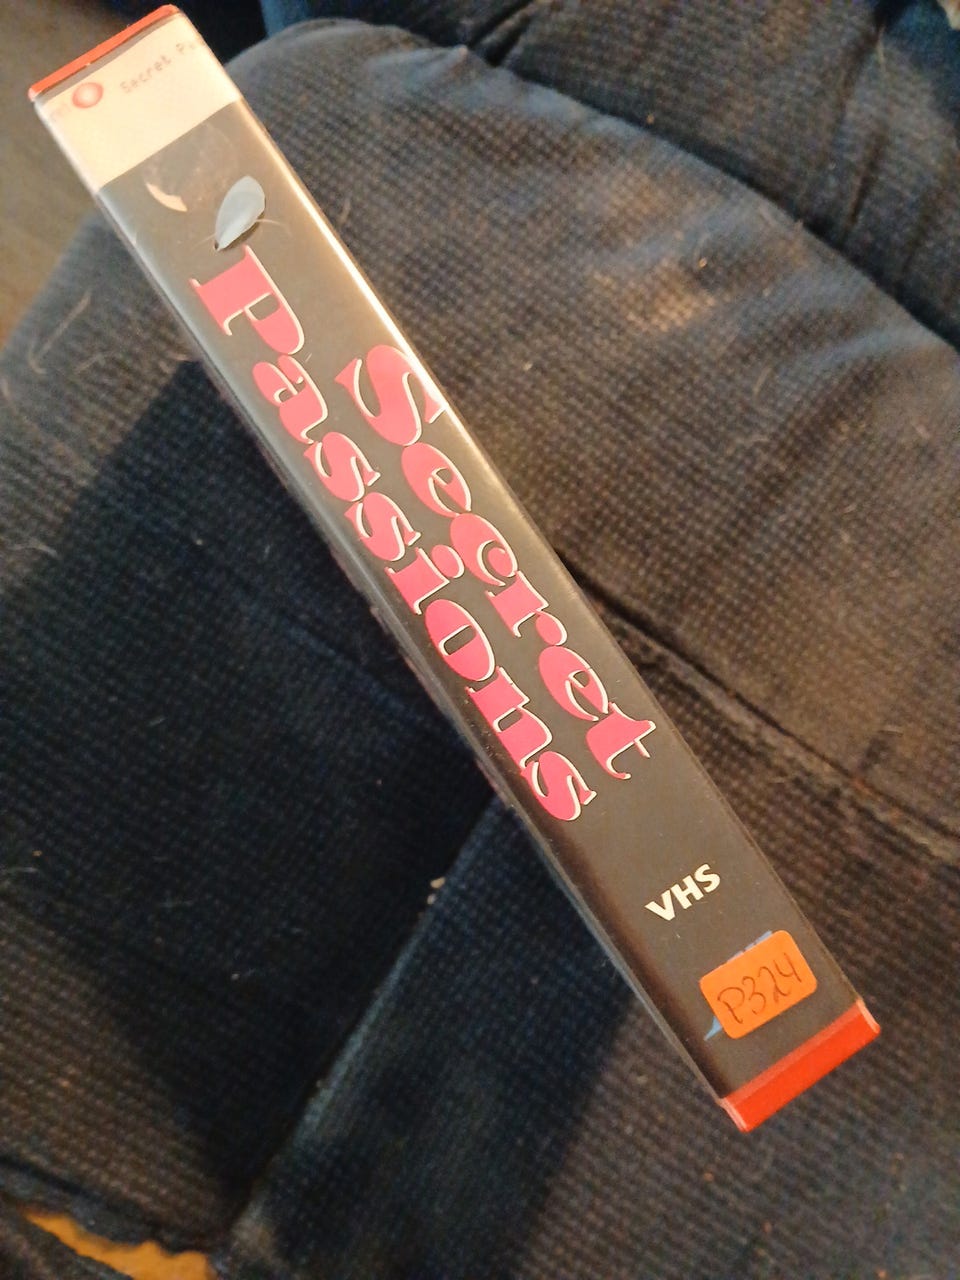 Secret
Secret
Passions
VHS
P324